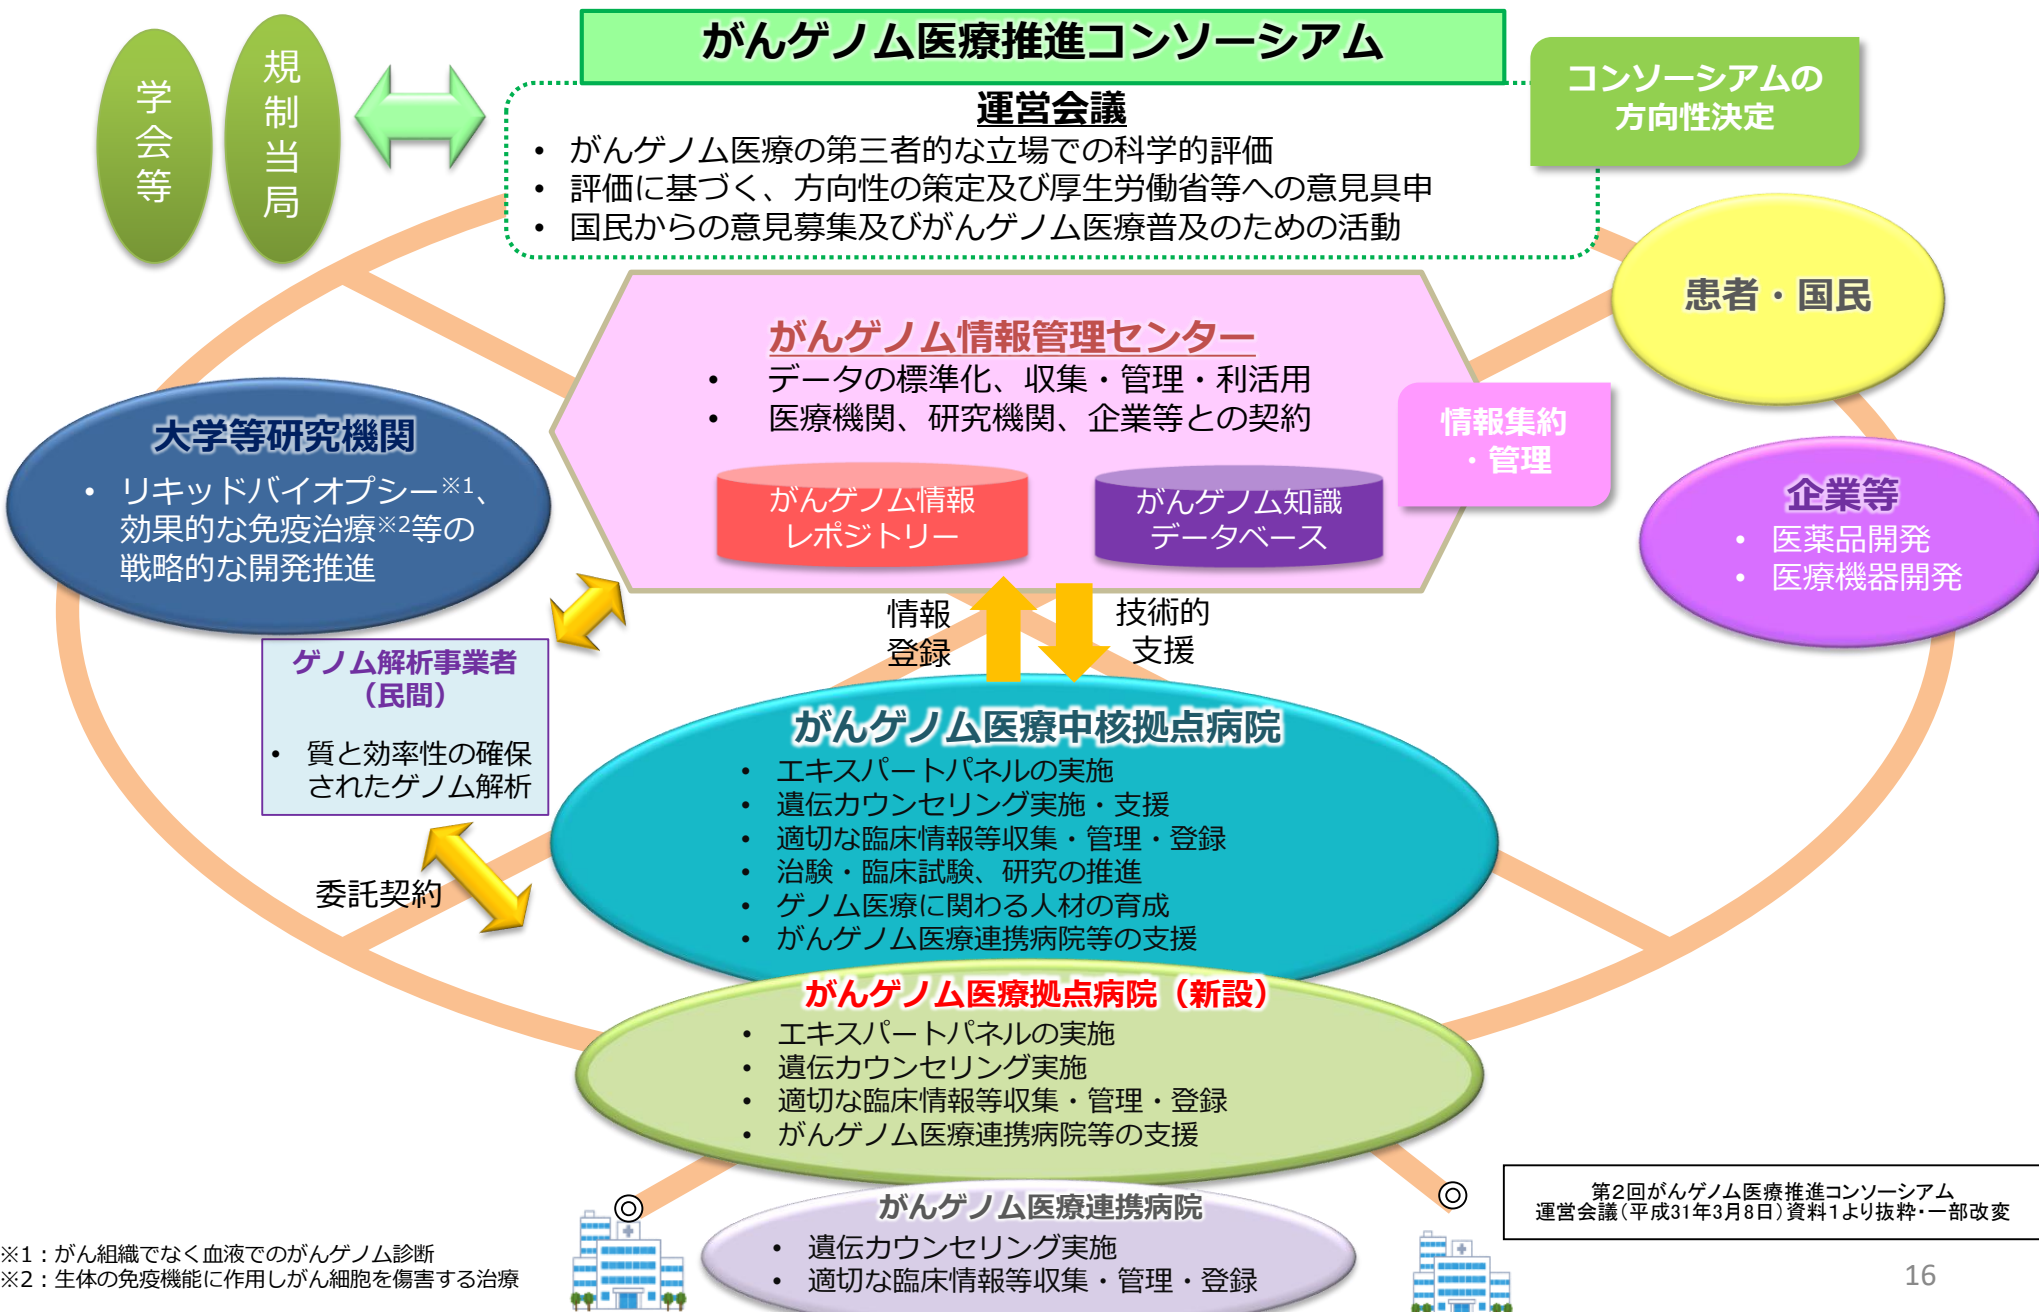 がんゲノム医療推進コンソーシアム
学会等
規制当局
コンソーシアムの
方向性決定
運営会議
• がんゲノム医療の第三者的な立場での科学的評価
• 評価に基づく、方向性の策定及び厚生労働省等への意見具申
• 国民からの意見募集及びがんゲノム医療普及のための活動
患者・国民
がんゲノム情報管理センター
• データの標準化、収集・管理・利活用
• 医療機関、研究機関、企業等との契約
情報集約
・管理
がんゲノム情報
レポジトリー
がんゲノム知識
データベース
大学等研究機関
• リキッドバイオプシー※1、
効果的な免疫治療※2等の
戦略的な開発推進
企業等
• 医薬品開発
• 医療機器開発
情報
登録
技術的
支援
ゲノム解析事業者
（民間）
• 質と効率性の確保
されたゲノム解析
委託契約
がんゲノム医療中核拠点病院
• エキスパートパネルの実施
• 遺伝カウンセリング実施・支援
• 適切な臨床情報等収集・管理・登録
• 治験・臨床試験、研究の推進
• ゲノム医療に関わる人材の育成
• がんゲノム医療連携病院等の支援
がんゲノム医療拠点病院（新設）
• エキスパートパネルの実施
• 遺伝カウンセリング実施
• 適切な臨床情報等収集・管理・登録
• がんゲノム医療連携病院等の支援
がんゲノム医療連携病院
• 遺伝カウンセリング実施
• 適切な臨床情報等収集・管理・登録
第２回がんゲノム医療推進コンソーシアム
運営会議（平成31年3月8日）資料１より抜粋・一部改変
※1：がん組織でなく血液でのがんゲノム診断
※2：生体の免疫機能に作用しがん細胞を傷害する治療
16